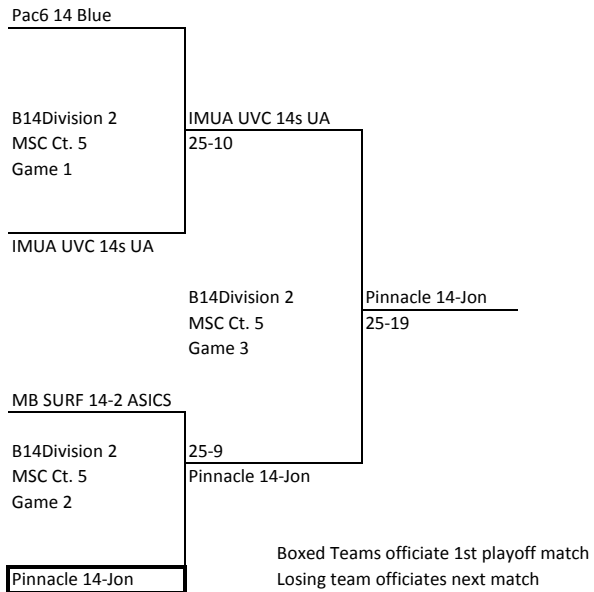 Pac6 14 Blue
B14Division 2
MSC Ct. 5
Game 1
IMUA UVC 14s UA
25-10
IMUA UVC 14s UA
B14Division 2
MSC Ct. 5
Game 3
Pinnacle 14-Jon
25-19
MB SURF 14-2 ASICS
B14Division 2
MSC Ct. 5
Game 2
25-9
Pinnacle 14-Jon
Pinnacle 14-Jon
Boxed Teams officiate 1st playoff match
Losing team officiates next match